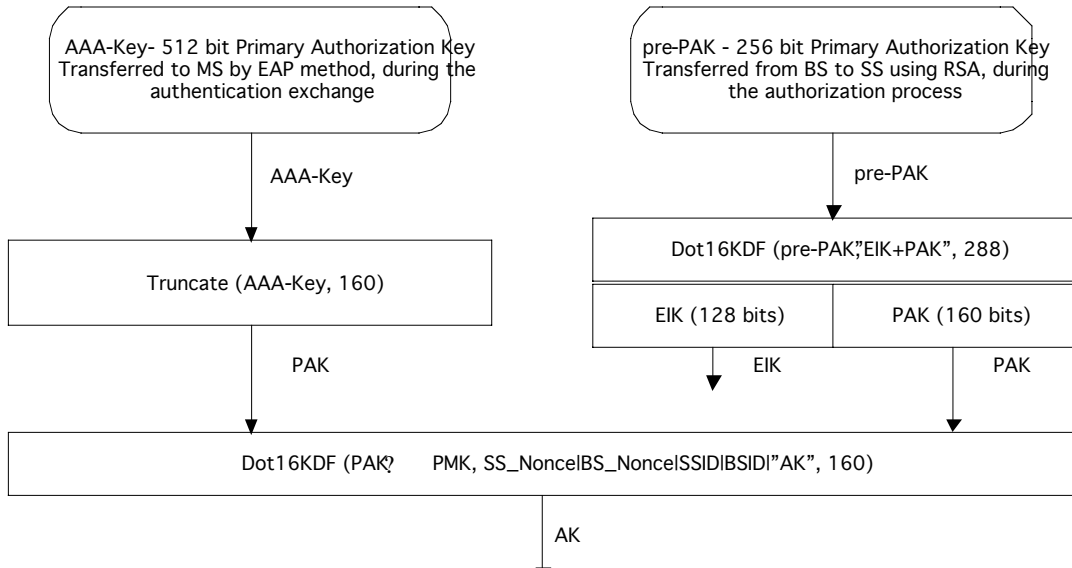 AAA-Key- 512 bit Primary Authorization Key
Transferred to MS by EAP method, during the
authentication exchange
pre-PAK - 256 bit Primary Authorization Key
Transferred from BS to SS using RSA, during
the authorization process
AAA-Key
pre-PAK
Truncate (AAA-Key, 160)
Dot16KDF (pre-PAK,"EIK+PAK", 288)
EIK (128 bits)
PAK (160 bits)
PAK
EIK
PAK
Dot16KDF (PAK? PMK, SS_Nonce|BS_Nonce|SSID|BSID|"AK", 160)
AK